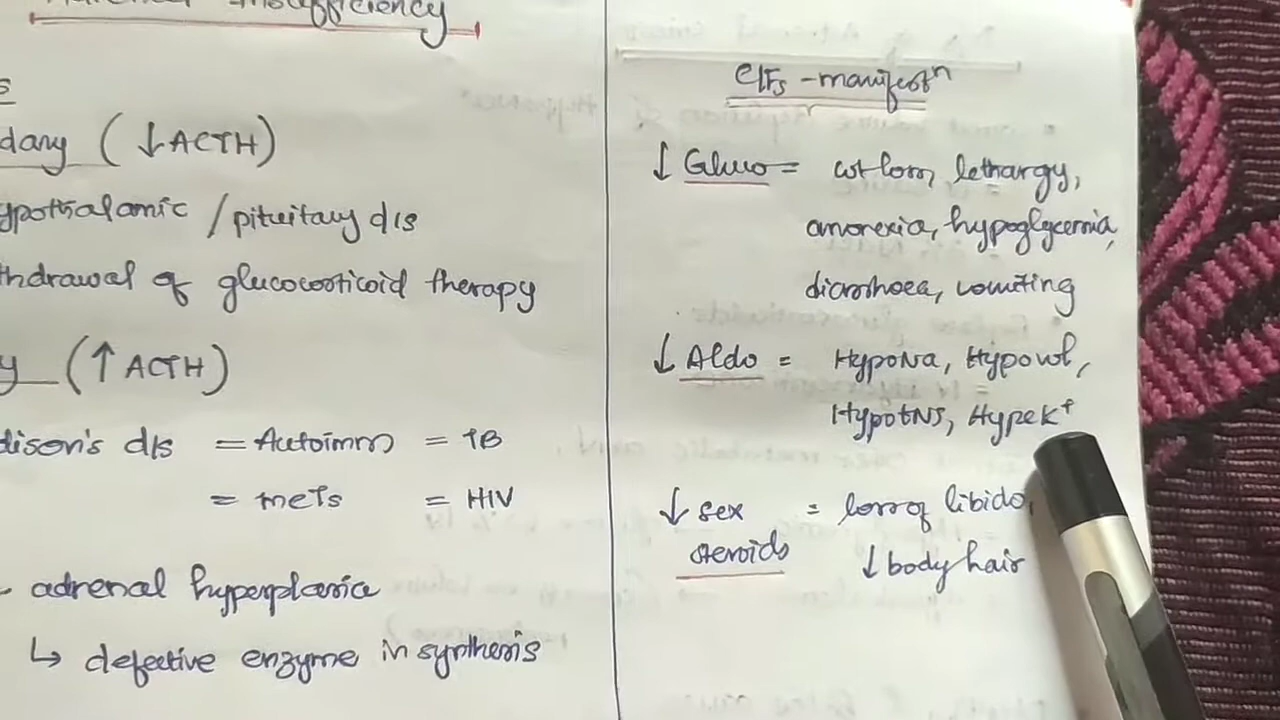 Insufficiency
s
dary (↓ACTH)
ypothalamic / pituitary dis
thdrawal of glucocorticoid therapy
y (↑ACTH)
dison's dis = Autoimm = TB
= mets = HIV
adrenal hyperplasia
↳ defective enzyme in synthesis
C/Fs - manifestⁿ
↓ Gluco = wt loss, lethargy,
anorexia, hypoglycemia,
diarrhoea, vomiting
↓ Aldo = HypoNa, Hypovol,
HypotNS, HypeK⁺
↓ sex = loss of libido,
steroids ↓ body hair